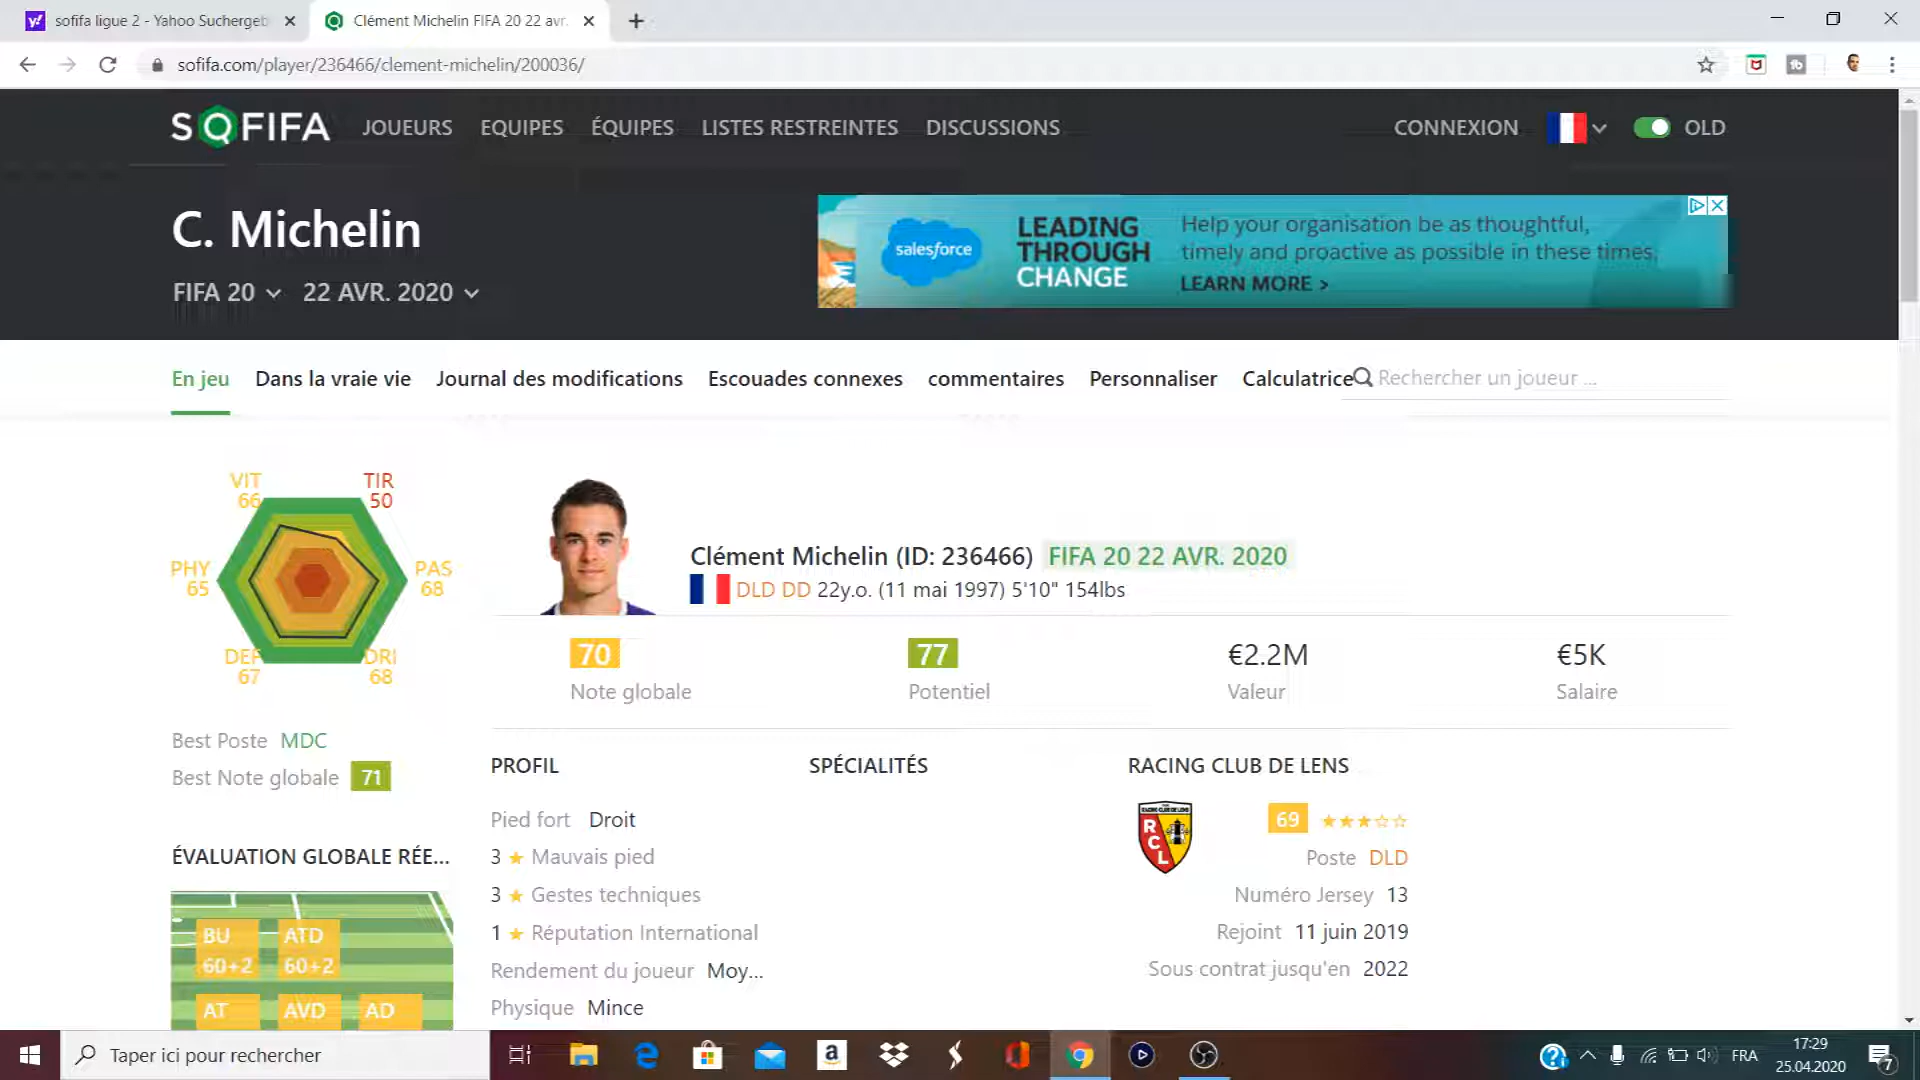 sofifa ligue 2 - Yahoo Suchergeb
Clément Michelin FIFA 20 22 avr.
sofifa.com/player/236466/clement-michelin/200036/
SOFIFA JOUEURS EQUIPES ÉQUIPES LISTES RESTREINTES DISCUSSIONS CONNEXION OLD
C. Michelin
FIFA 20 22 AVR. 2020
salesforce
LEADING THROUGH CHANGE
Help your organisation be as thoughtful,
timely and proactive as possible in these times.
LEARN MORE >
En jeu Dans la vraie vie Journal des modifications Escouades connexes commentaires Personnaliser Calculatrice Rechercher un joueur ...
VIT 66
TIR 50
PHY 65
PAS 68
DEF 67
DRI 68
Clément Michelin (ID: 236466) FIFA 20 22 AVR. 2020
DLD DD 22y.o. (11 mai 1997) 5'10" 154lbs
70 77 €2.2M €5K
Note globale Potentiel Valeur Salaire
Best Poste MDC
Best Note globale 71
ÉVALUATION GLOBALE RÉE...
BU ATD
60+2 60+2
AT AVD AD
PROFIL
Pied fort Droit
3 Mauvais pied
3 Gestes techniques
1 Réputation International
Rendement du joueur Moy...
Physique Mince
SPÉCIALITÉS
RACING CLUB DE LENS
RCL
69
Poste DLD
Numéro Jersey 13
Rejoint 11 juin 2019
Sous contrat jusqu'en 2022
Taper ici pour rechercher
FRA
17:29
25.04.2020
7